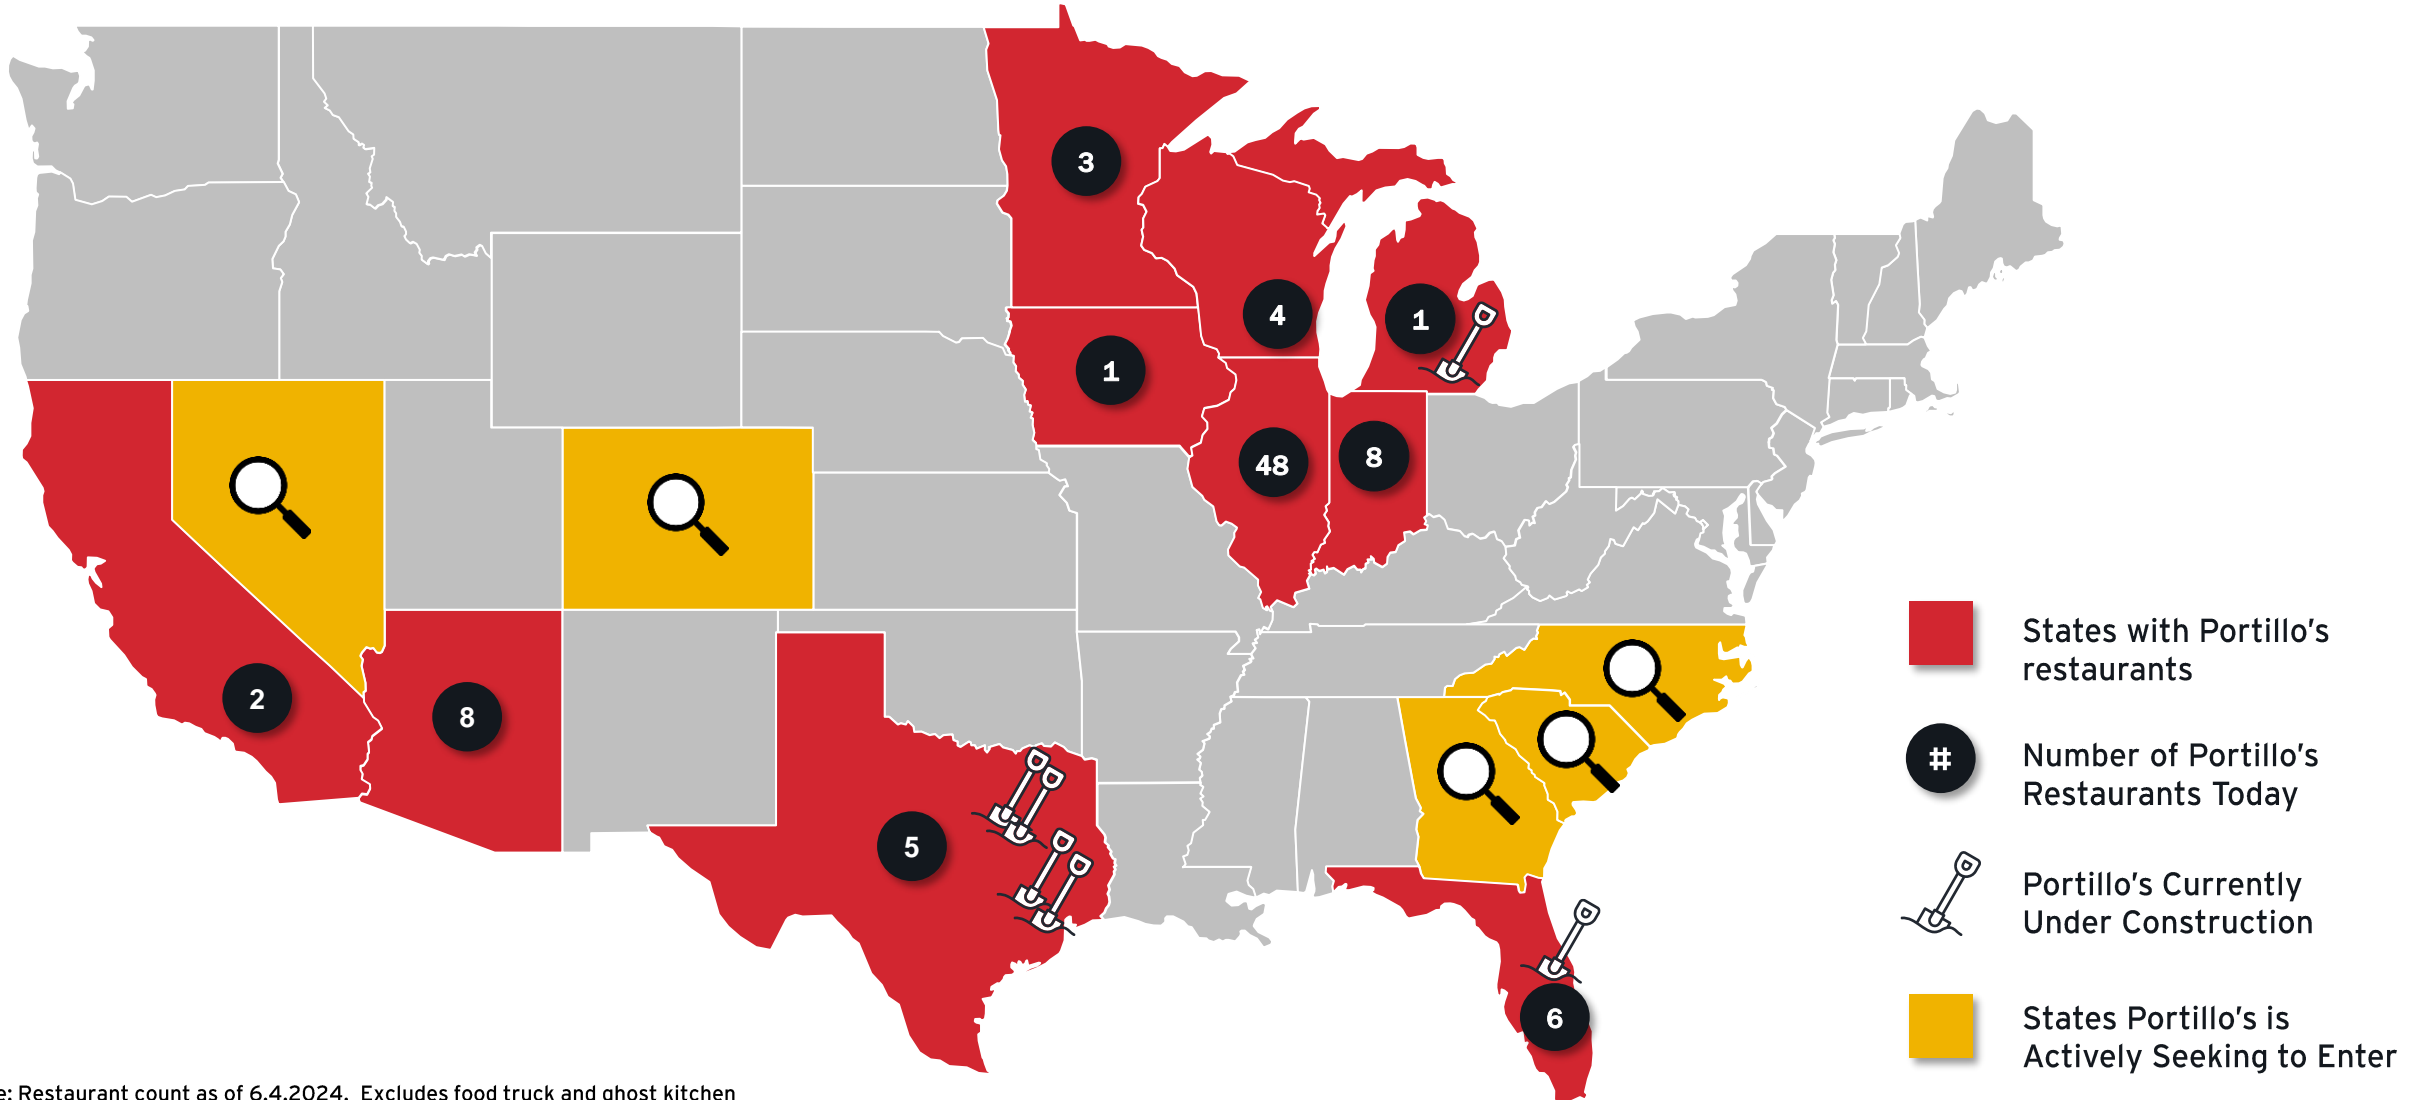 3
4
1
1
48
8
2
8
5
6
States with Portillo's
restaurants
#
Number of Portillo's
Restaurants Today
Portillo's Currently
Under Construction
States Portillo's is
Actively Seeking to Enter
: Restaurant count as of 6.4.2024. Excludes food truck and ghost kitchen